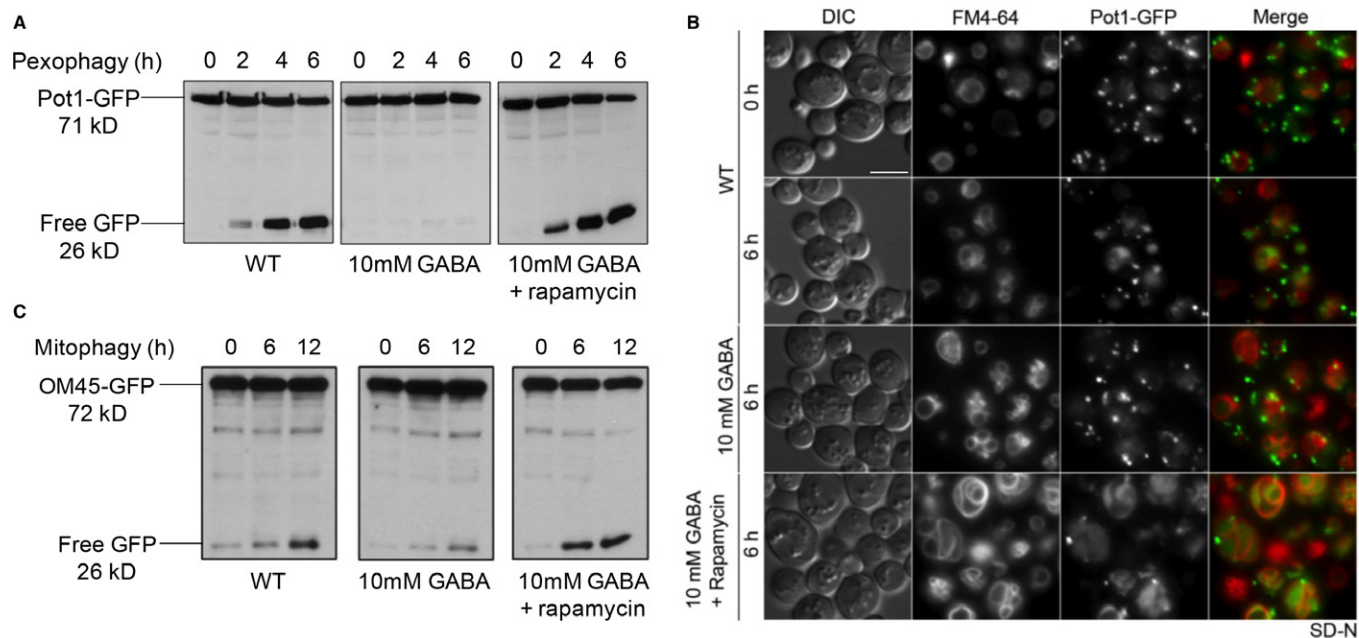 A
Pexophagy (h) 0 2 4 6 0 2 4 6 0 2 4 6
Pot1-GFP
71 kD
Free GFP
26 kD
WT 10mM GABA 10mM GABA
+ rapamycin
C
Mitophagy (h) 0 6 12 0 6 12 0 6 12
OM45-GFP
72 kD
Free GFP
26 kD
WT 10mM GABA 10mM GABA
+ rapamycin
B
DIC FM4-64 Pot1-GFP Merge
WT
0 h
6 h
10 mM GABA
6 h
10 mM GABA
+ Rapamycin
6 h
SD-N